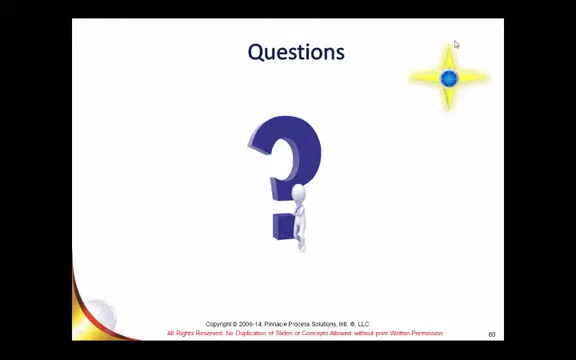 Questions
Copyright © 2009-14, Pinnacle Process Solutions, Intl. ®, LLC
All Rights Reserved, No Duplication of Slides or Concepts Allowed without prior Written Permission
60